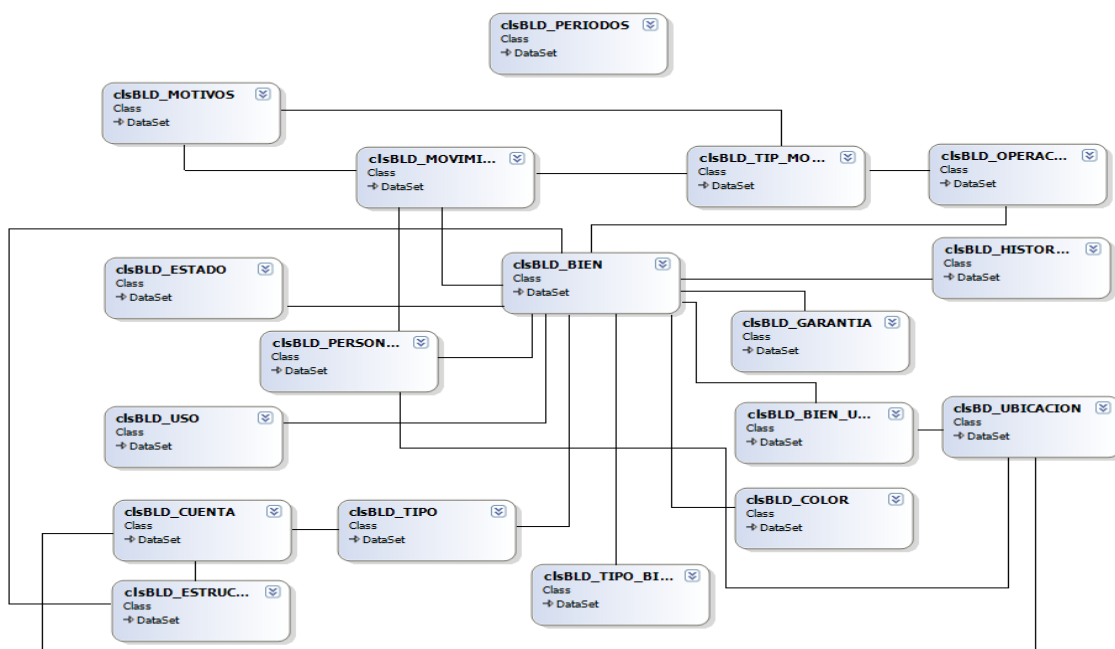 clsBLD_PERIODOS
Class
DataSet
clsBLD_MOTIVOS
Class
DataSet
clsBLD_MOVIMI...
Class
DataSet
clsBLD_TIP_MO...
Class
DataSet
clsBLD_OPERAC...
Class
DataSet
clsBLD_ESTADO
Class
DataSet
clsBLD_BIEN
Class
DataSet
clsBLD_HISTOR...
Class
DataSet
clsBLD_PERSON...
Class
DataSet
clsBLD_GARANTIA
Class
DataSet
clsBLD_USO
Class
DataSet
clsBLD_BIEN_U...
Class
DataSet
clsBD_UBICACION
Class
DataSet
clsBLD_CUENTA
Class
DataSet
clsBLD_TIPO
Class
DataSet
clsBLD_COLOR
Class
DataSet
clsBLD_ESTRUC...
Class
DataSet
clsBLD_TIPO_BI...
Class
DataSet